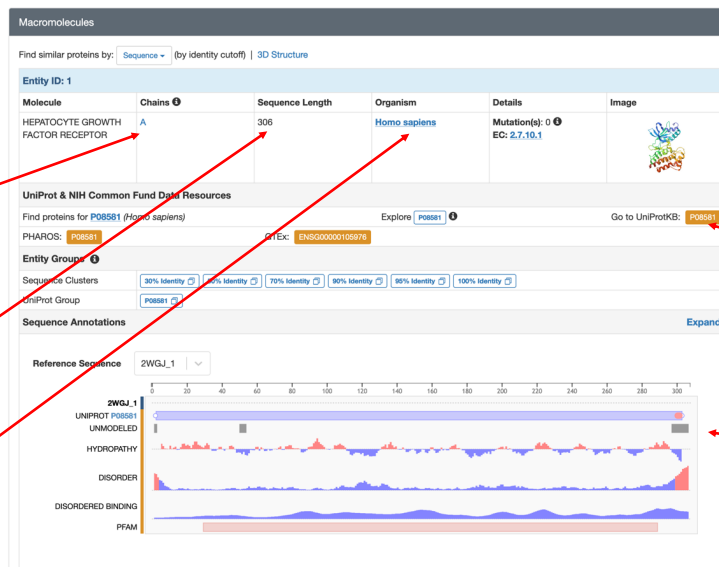 Macromolecules
Find similar proteins by: Sequence (by identity cutoff) | 3D Structure
Entity ID: 1
Molecule Chains Sequence Length Organism Details Image
HEPATOCYTE GROWTH FACTOR RECEPTOR A 306 Homo sapiens Mutation(s): 0
EC: 2.7.10.1
UniProt & NIH Common Fund Data Resources
Find proteins for P08581 (Homo sapiens) Explore P08581 Go to UniProtKB: P08581
PHAROS: P08581 GTEx: ENSG00000105976
Entity Groups
Sequence Clusters 30% Identity 50% Identity 70% Identity 90% Identity 95% Identity 100% Identity
UniProt Group P08581
Sequence Annotations Expand
Reference Sequence 2WGJ_1
0 20 40 60 80 100 120 140 160 180 200 220 240 260 280 300
2WGJ_1
UNIPROT P08581
UNMODELED
HYDROPATHY
DISORDER
DISORDERED BINDING
PFAM